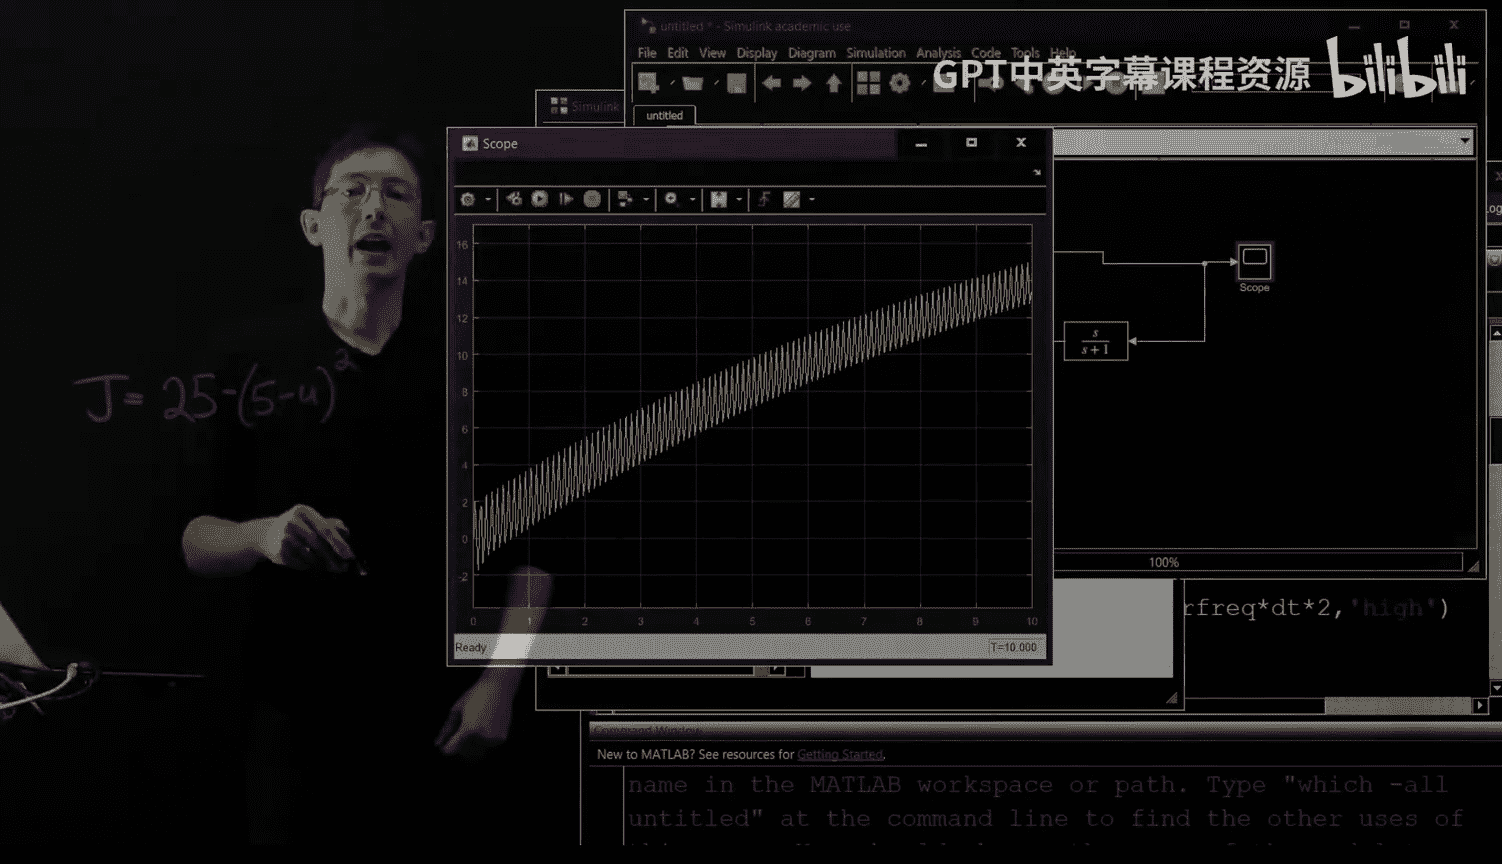 untitled * - Simulink academic use
File Edit View Display Diagram Simulation Analysis Code Tools Help
GPT中英字幕课程资源 bilibili
Simulink
untitled
Scope
16
14
12
10
8
6
4
2
0
-2
0 1 2 3 4 5 6 7 8 9 10
Ready T=10.000
J = 25-(5-u)²
Scope
s
s+1
100%
rfreq*dt*2,'high')
Command Window
New to MATLAB? See resources for Getting Started.
name in the MATLAB workspace or path. Type "which -all
untitled" at the command line to find the other uses of